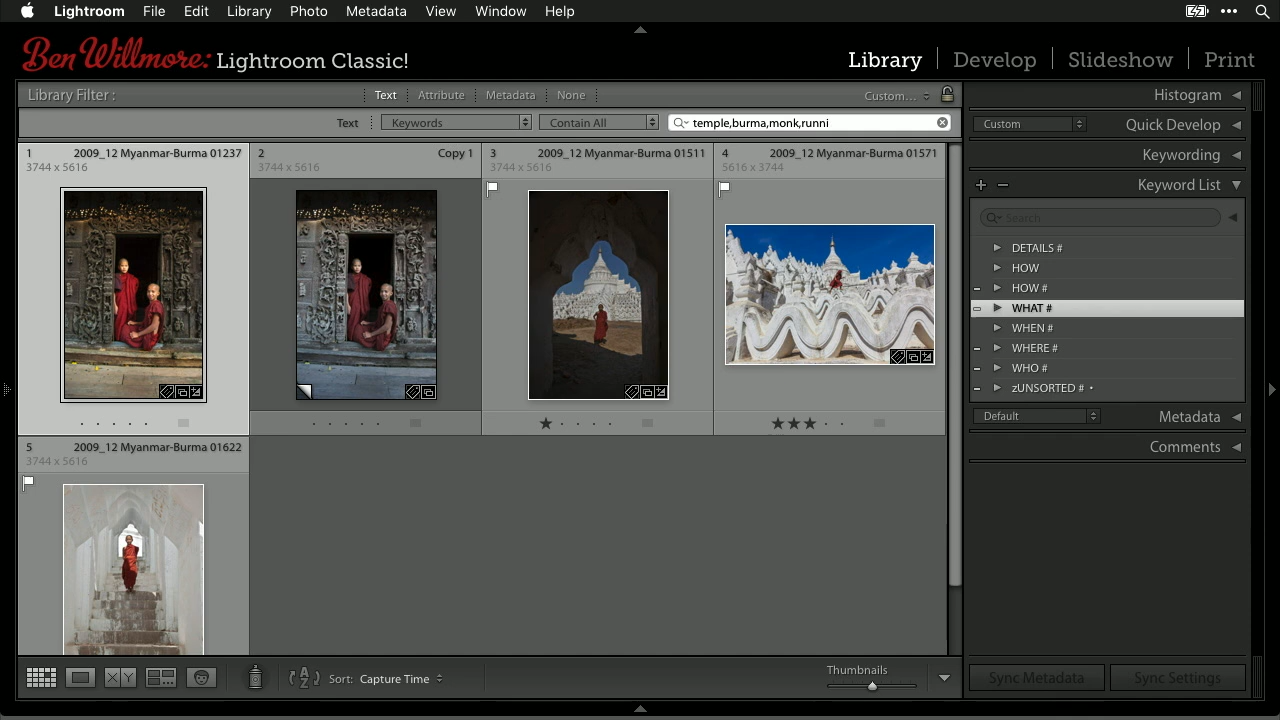 Lightroom File Edit Library Photo Metadata View Window Help
Ben Willmore: Lightroom Classic!
Library Develop Slideshow Print
Library Filter : Text Attribute Metadata None Custom...
Text Keywords Contain All temple,burma,monk,runni
1 2009_12 Myanmar-Burma 01237
3744 x 5616
2 Copy 1
3744 x 5616
3 2009_12 Myanmar-Burma 01511
3744 x 5616
4 2009_12 Myanmar-Burma 01571
5616 x 3744
5 2009_12 Myanmar-Burma 01622
3744 x 5616
Histogram
Custom Quick Develop
Keywording
Keyword List
Search
DETAILS #
HOW
HOW #
WHAT #
WHEN #
WHERE #
WHO #
zUNSORTED #
Default Metadata
Comments
XY Sort: Capture Time Thumbnails
Sync Metadata Sync Settings